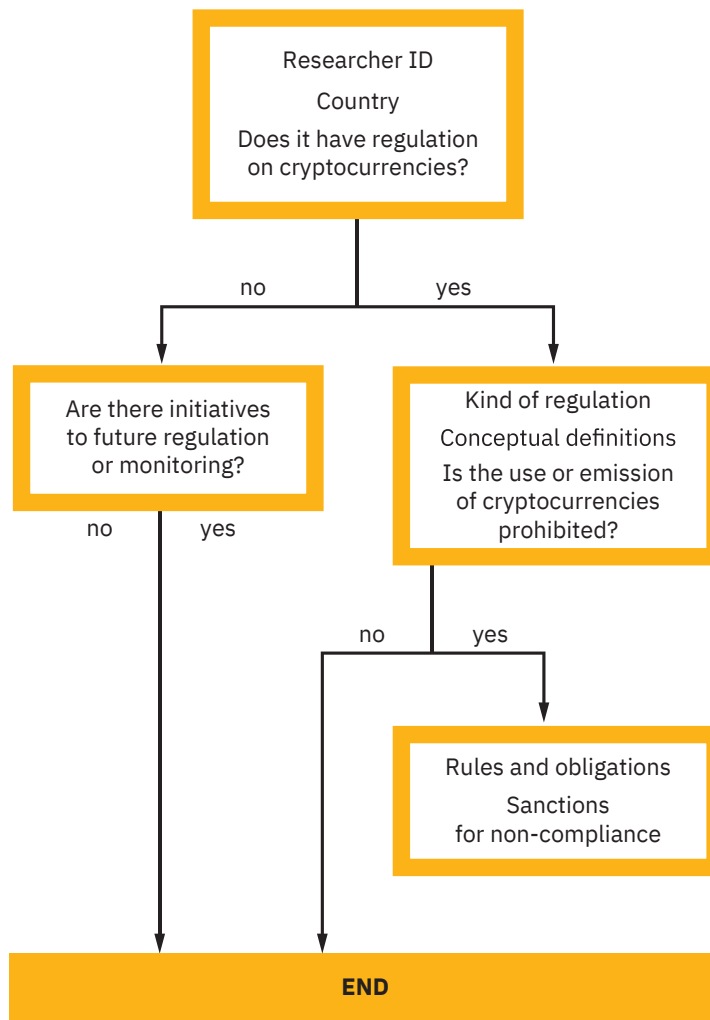 Researcher ID
Country
Does it have regulation
on cryptocurrencies?
no
yes
Are there initiatives
to future regulation
or monitoring?
no
yes
Kind of regulation
Conceptual definitions
Is the use or emission
of cryptocurrencies
prohibited?
no
yes
Rules and obligations
Sanctions
for non-compliance
END